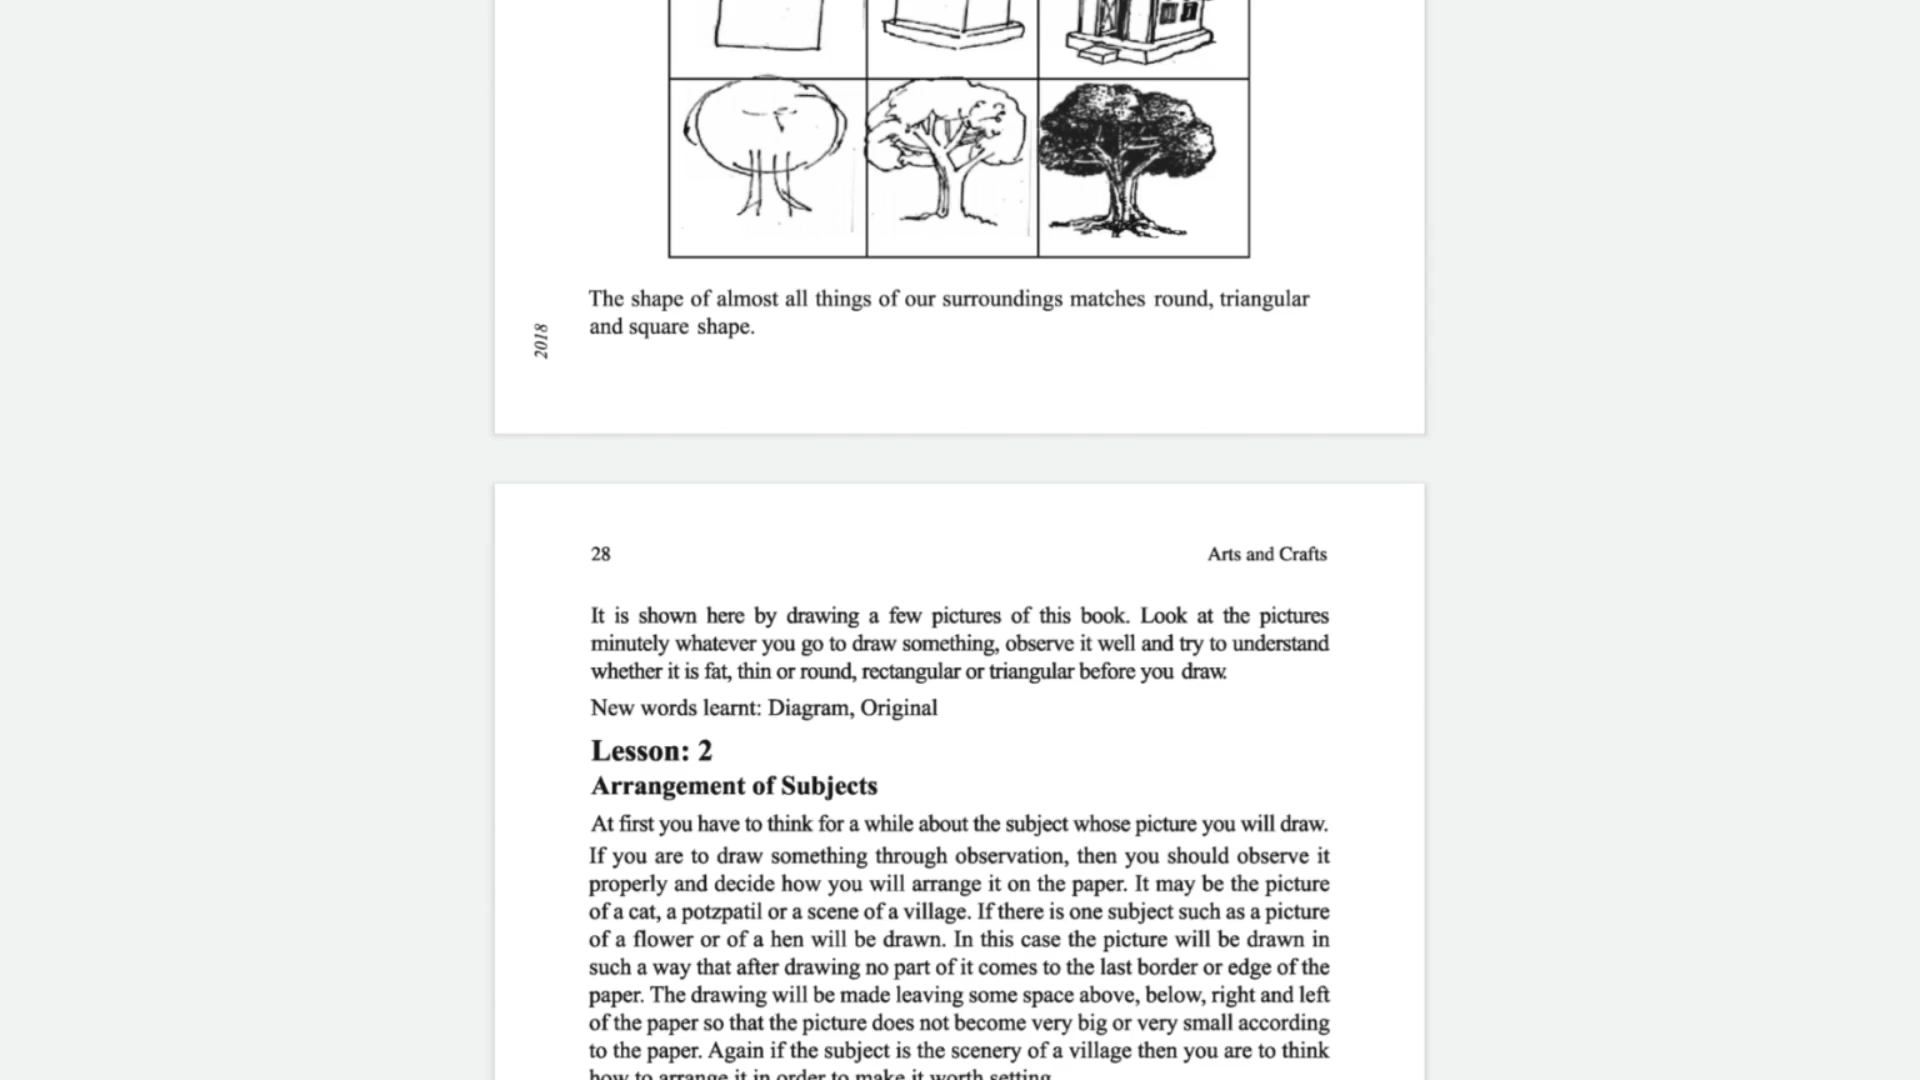 The shape of almost all things of our surroundings matches round, triangular
and square shape.
2018
28 Arts and Crafts
It is shown here by drawing a few pictures of this book. Look at the pictures
minutely whatever you go to draw something, observe it well and try to understand
whether it is fat, thin or round, rectangular or triangular before you draw.
New words learnt: Diagram, Original
Lesson: 2
Arrangement of Subjects
At first you have to think for a while about the subject whose picture you will draw.
If you are to draw something through observation, then you should observe it
properly and decide how you will arrange it on the paper. It may be the picture
of a cat, a potzpatil or a scene of a village. If there is one subject such as a picture
of a flower or of a hen will be drawn. In this case the picture will be drawn in
such a way that after drawing no part of it comes to the last border or edge of the
paper. The drawing will be made leaving some space above, below, right and left
of the paper so that the picture does not become very big or very small according
to the paper. Again if the subject is the scenery of a village then you are to think
how to arrange it in order to make it worth setting.